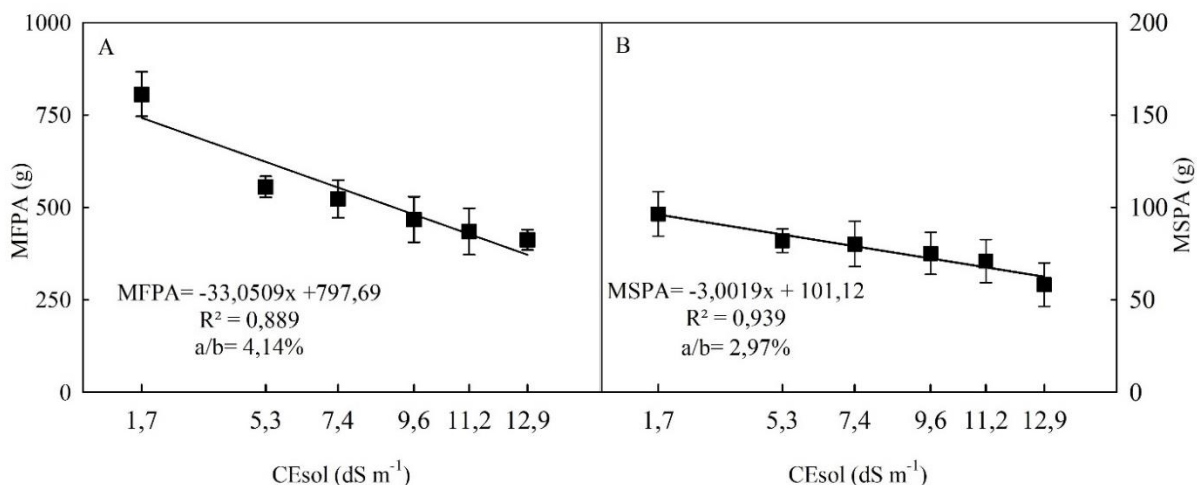 A
MFPA (g)
1000
750
500
250
0
MFPA= -33,0509x +797,69
R² = 0,889
a/b= 4,14%
1,7 5,3 7,4 9,6 11,2 12,9
CEsol (dS m⁻¹)
B
MSPA= -3,0019x + 101,12
R² = 0,939
a/b= 2,97%
1,7 5,3 7,4 9,6 11,2 12,9
CEsol (dS m⁻¹)
200
150
100
50
0
MSPA (g)